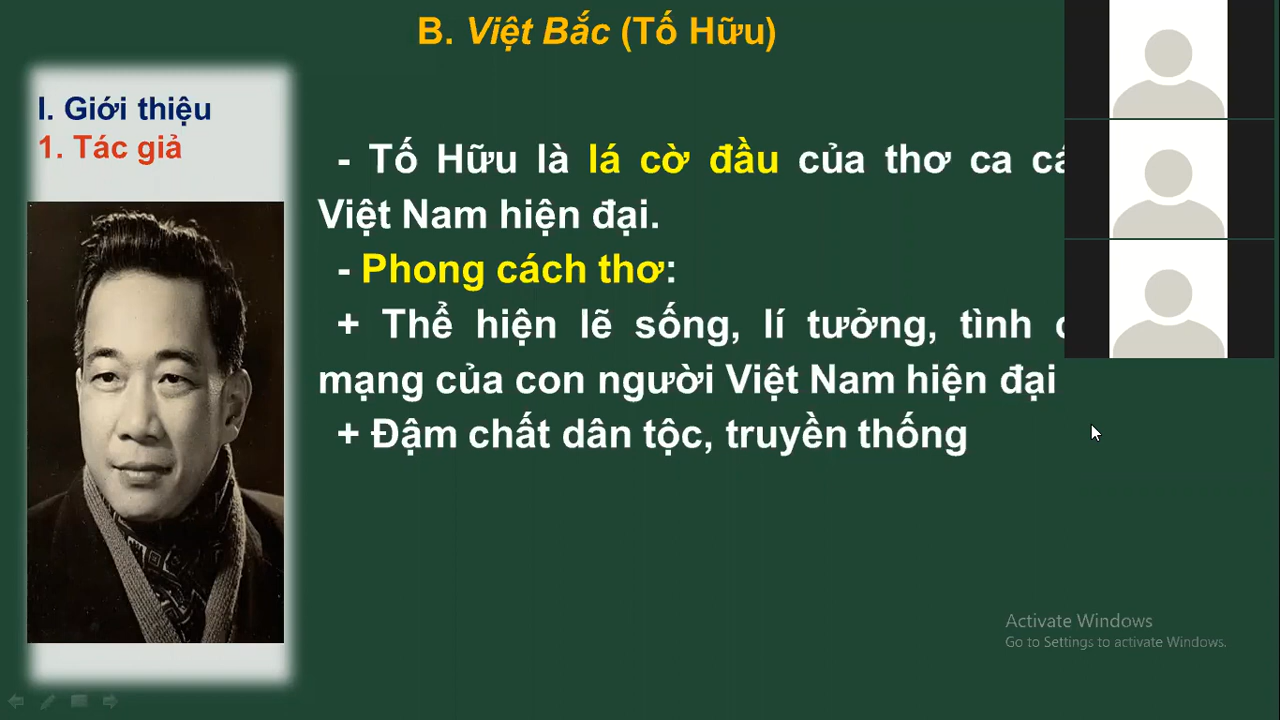 B. Việt Bắc (Tố Hữu)
I. Giới thiệu
1. Tác giả
- Tố Hữu là lá cờ đầu của thơ ca
Việt Nam hiện đại.
- Phong cách thơ:
+ Thể hiện lẽ sống, lí tưởng, tình
mạng của con người Việt Nam hiện đại
+ Đậm chất dân tộc, truyền thống
Activate Windows
Go to Settings to activate Windows.